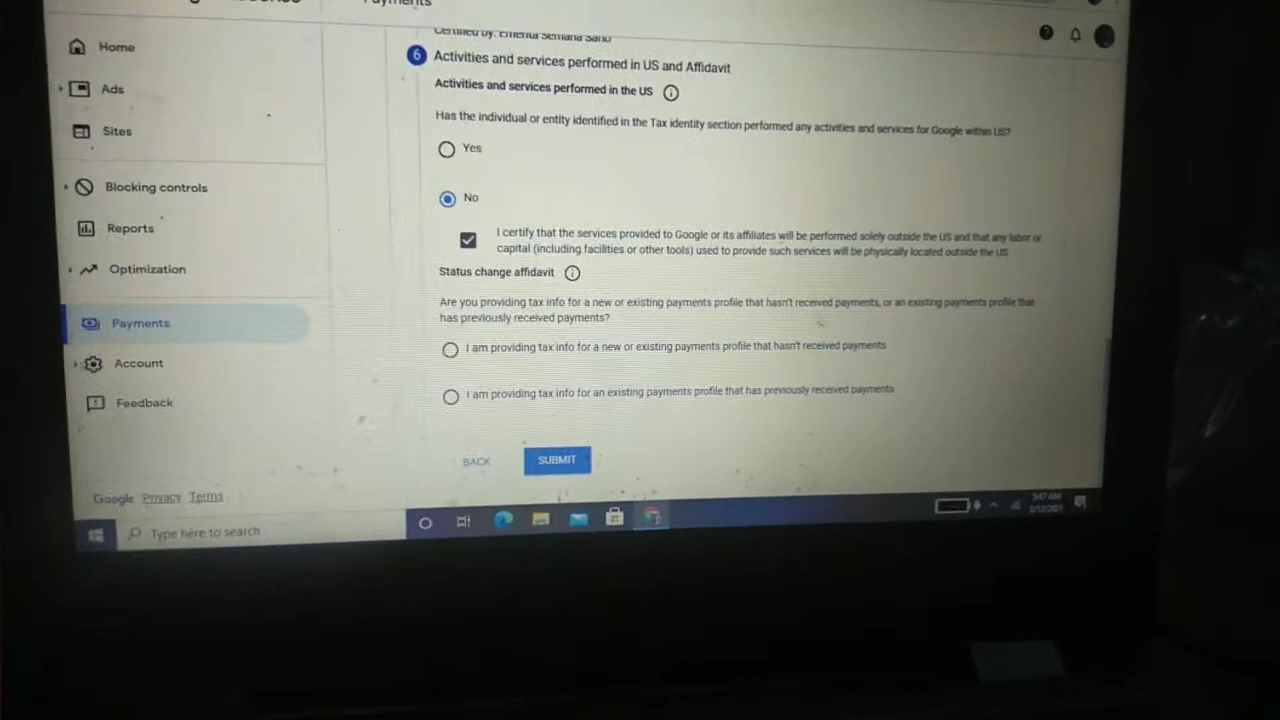 Payments
Home
Ads
Sites
Blocking controls
Reports
Optimization
Payments
Account
Feedback
Google Privacy Terms
Certified by:
6 Activities and services performed in US and Affidavit
Activities and services performed in the US
Has the individual or entity identified in the Tax identity section performed any activities and services for Google within US?
Yes
No
I certify that the services provided to Google or its affiliates will be performed solely outside the US and that any labor or
capital (including facilities or other tools) used to provide such services will be physically located outside the US
Status change affidavit
Are you providing tax info for a new or existing payments profile that hasn't received payments, or an existing payments profile that
has previously received payments?
I am providing tax info for a new or existing payments profile that hasn't received payments
I am providing tax info for an existing payments profile that has previously received payments
BACK
SUBMIT
Type here to search